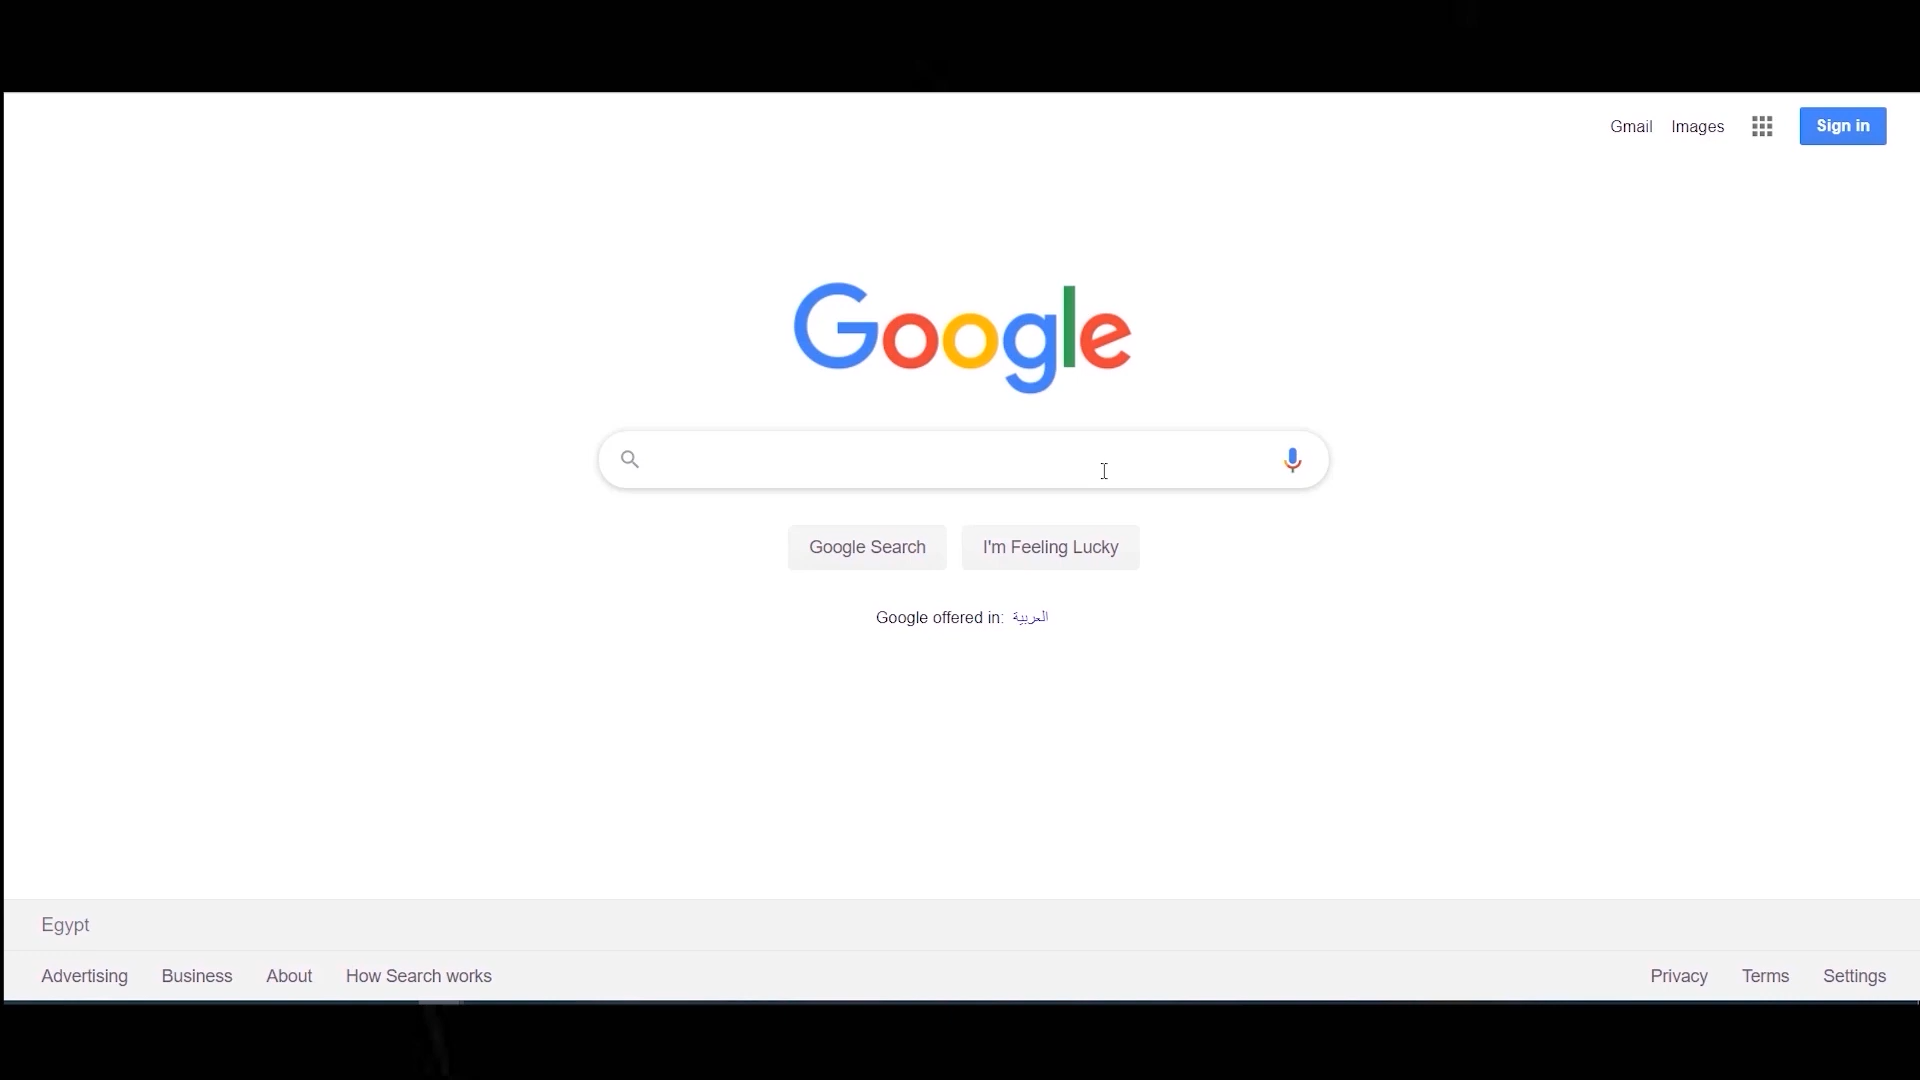 Gmail Images Sign in
Google
Google Search I'm Feeling Lucky
Google offered in: العربية
Egypt
Advertising Business About How Search works Privacy Terms Settings